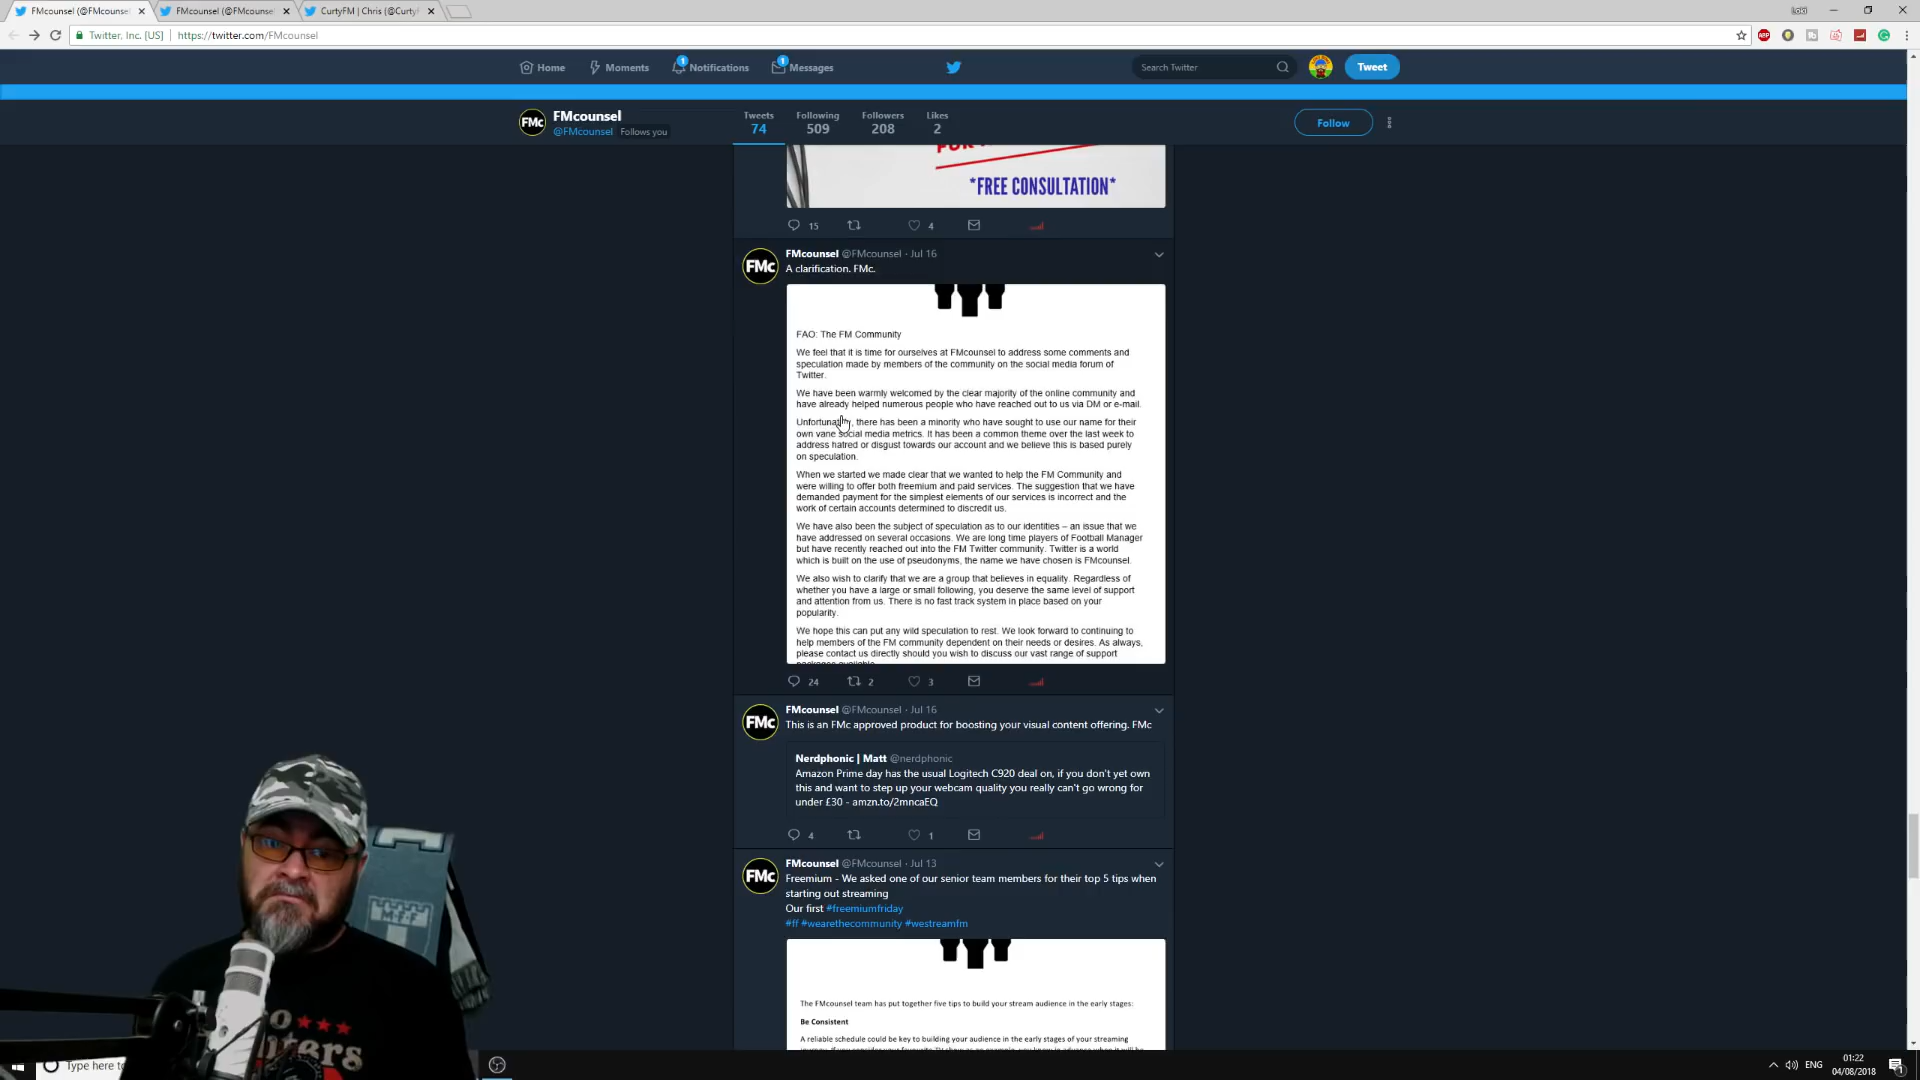 FMcounsel (@FMcounsel
FMcounsel (@FMcounsel
CurtyFM | Chris (@Curtyf
Loki
Twitter, Inc. [US]
https://twitter.com/FMcounsel
Home
1
Moments
Notifications
1
Messages
Search Twitter
Tweet
FMc
FMcounsel
@FMcounsel Follows you
Tweets
74
Following
509
Followers
208
Likes
2
Follow
*FREE CONSULTATION*
15
4
FMc
FMcounsel @FMcounsel · Jul 16
A clarification. FMc.
FAO: The FM Community
We feel that it is time for ourselves at FMcounsel to address some comments and
speculation made by members of the community on the social media forum of
Twitter.
We have been warmly welcomed by the clear majority of the online community and
have already helped numerous people who have reached out to us via DM or e-mail.
Unfortunately, there has been a minority who have sought to use our name for their
own vane social media metrics. It has been a common theme over the last week to
address hatred or disgust towards our account and we believe this is based purely
on speculation.
When we started we made clear that we wanted to help the FM Community and
were willing to offer both freemium and paid services. The suggestion that we have
demanded payment for the simplest elements of our services is incorrect and the
work of certain accounts determined to discredit us.
We have also been the subject of speculation as to our identities – an issue that we
have addressed on several occasions. We are long time players of Football Manager
but have recently reached out into the FM Twitter community. Twitter is a world
which is built on the use of pseudonyms, the name we have chosen is FMcounsel.
We also wish to clarify that we are a group that believes in equality. Regardless of
whether you have a large or small following, you deserve the same level of support
and attention from us. There is no fast track system in place based on your
popularity.
We hope this can put any wild speculation to rest. We look forward to continuing to
help members of the FM community dependent on their needs or desires. As always,
please contact us directly should you wish to discuss our vast range of support
24
2
3
FMc
FMcounsel @FMcounsel · Jul 16
This is an FMc approved product for boosting your visual content offering. FMc
Nerdphonic | Matt @nerdphonic
Amazon Prime day has the usual Logitech C920 deal on, if you don't yet own
this and want to step up your webcam quality you really can't go wrong for
under £30 - amzn.to/2mncaEQ
4
1
FMc
FMcounsel @FMcounsel · Jul 13
Freemium - We asked one of our senior team members for their top 5 tips when
starting out streaming
Our first #freemiumfriday
#ff #wearethecommunity #westreamfm
The FMcounsel team has put together five tips to build your stream audience in the early stages:
Be Consistent
A reliable schedule could be key to building your audience in the early stages of your streaming
Type here to
ENG
01:22
04/08/2018